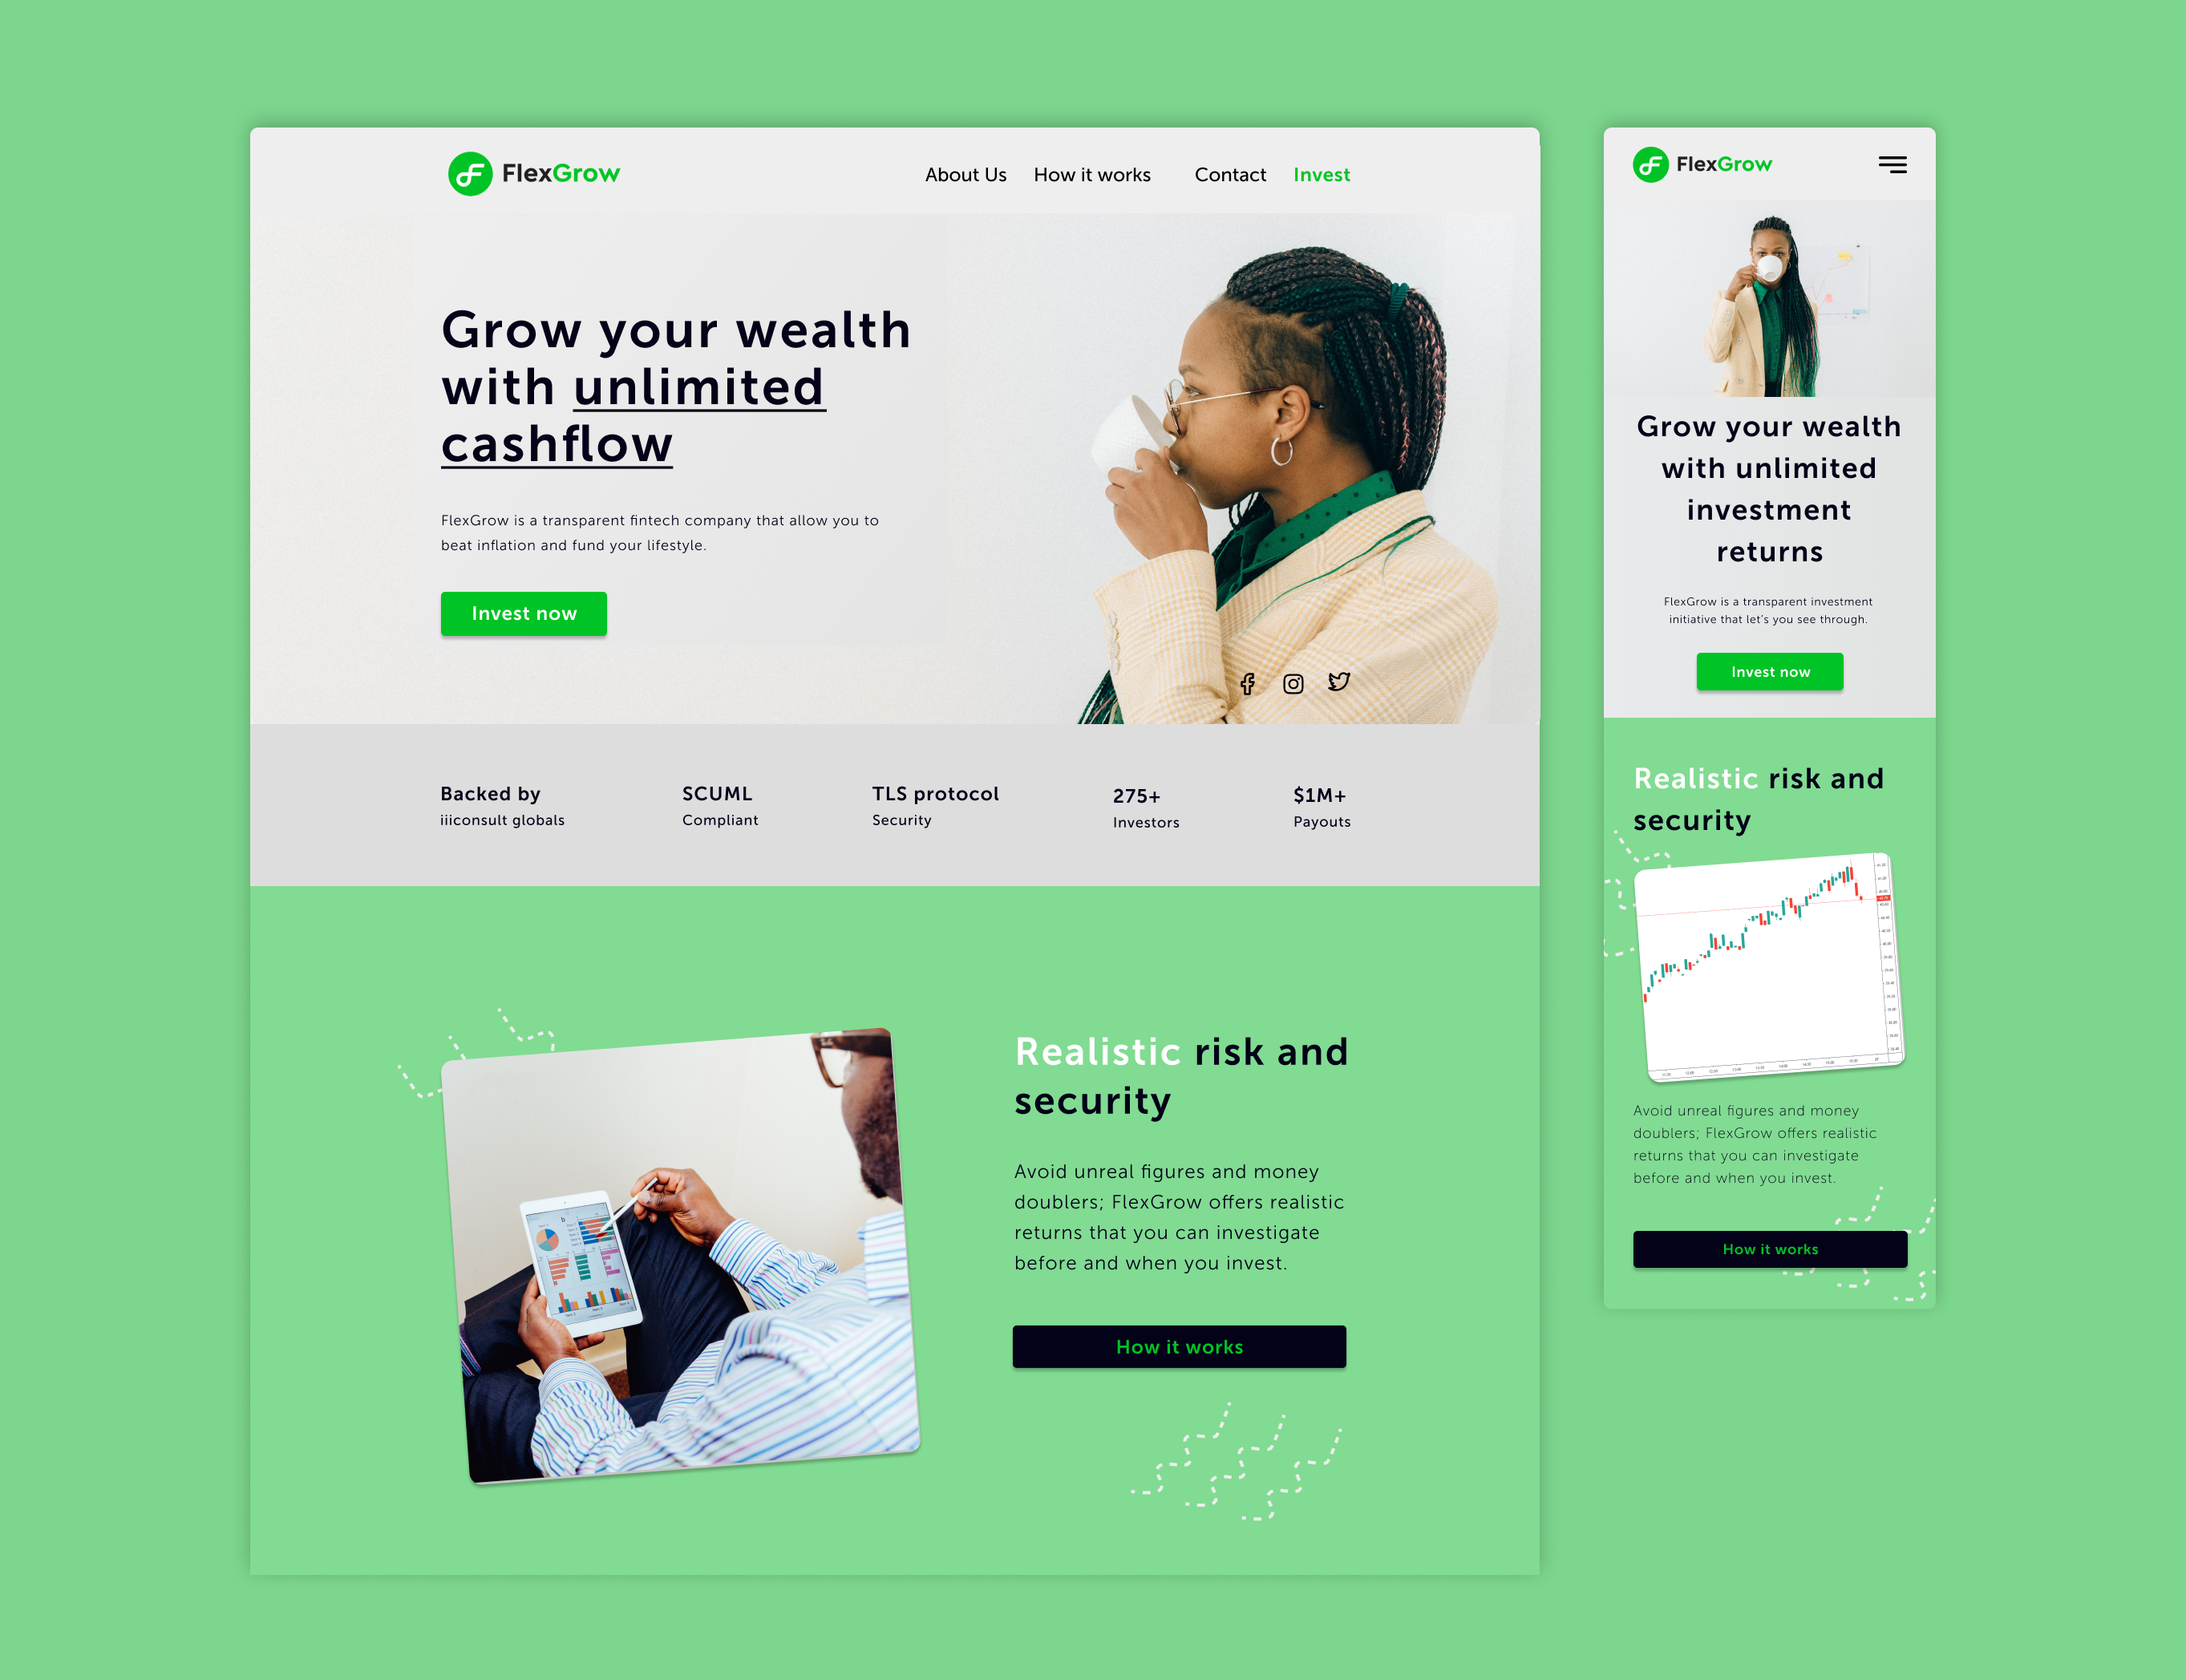 FlexGrow
About Us How it works Contact Invest
Grow your wealth
with unlimited
cashflow
FlexGrow is a transparent fintech company that allow you to
beat inflation and fund your lifestyle.
Invest now
Backed by
iiiconsult globals
SCUML
Compliant
TLS protocol
Security
275+
Investors
$1M+
Payouts
Realistic risk and
security
Avoid unreal figures and money
doublers; FlexGrow offers realistic
returns that you can investigate
before and when you invest.
How it works
FlexGrow
Grow your wealth
with unlimited
investment
returns
FlexGrow is a transparent investment
initiative that let's you see through.
Invest now
Realistic risk and
security
Avoid unreal figures and money
doublers; FlexGrow offers realistic
returns that you can investigate
before and when you invest.
How it works